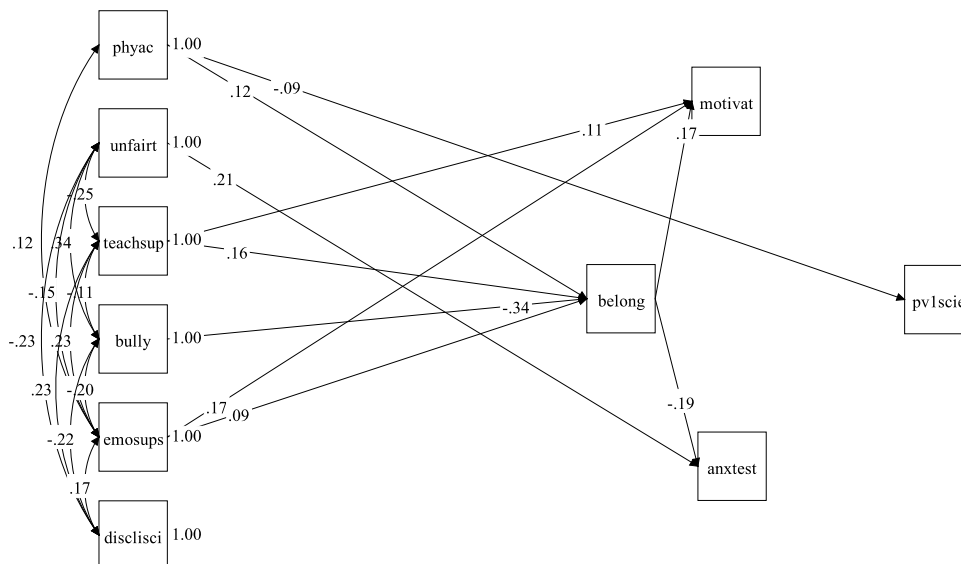 phyac
1.00
-.09
.12
motivat
.11
.17
unfairt
1.00
.21
-.25
teachsup
1.00
.16
.12
.34
-.15
-.11
belong
-.34
pv1scie
bully
1.00
-.23
.23
.23
-.20
.17
.09
-.19
emosups
1.00
-.22
anxtest
.17
disclisci
1.00